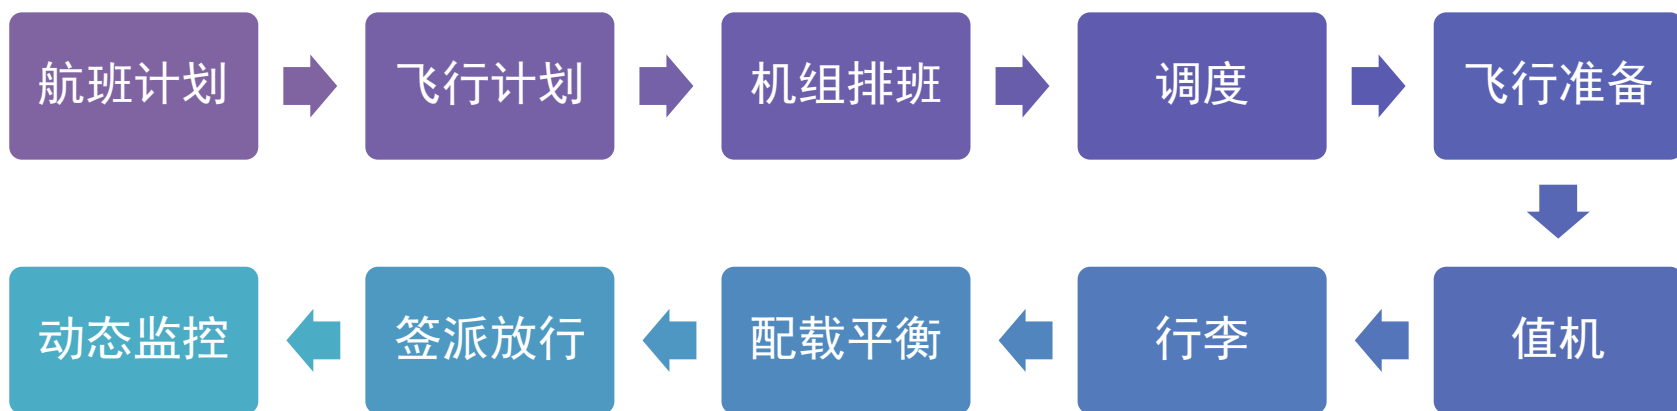 航班计划
飞行计划
机组排班
调度
飞行准备
值机
行李
配载平衡
签派放行
动态监控